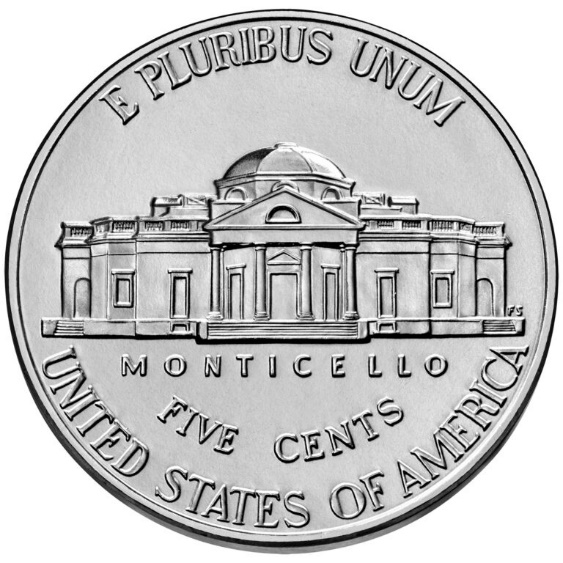 E PLURIBUS UNUM
FS
MONTICELLO
FIVE CENTS
UNITED STATES OF AMERICA